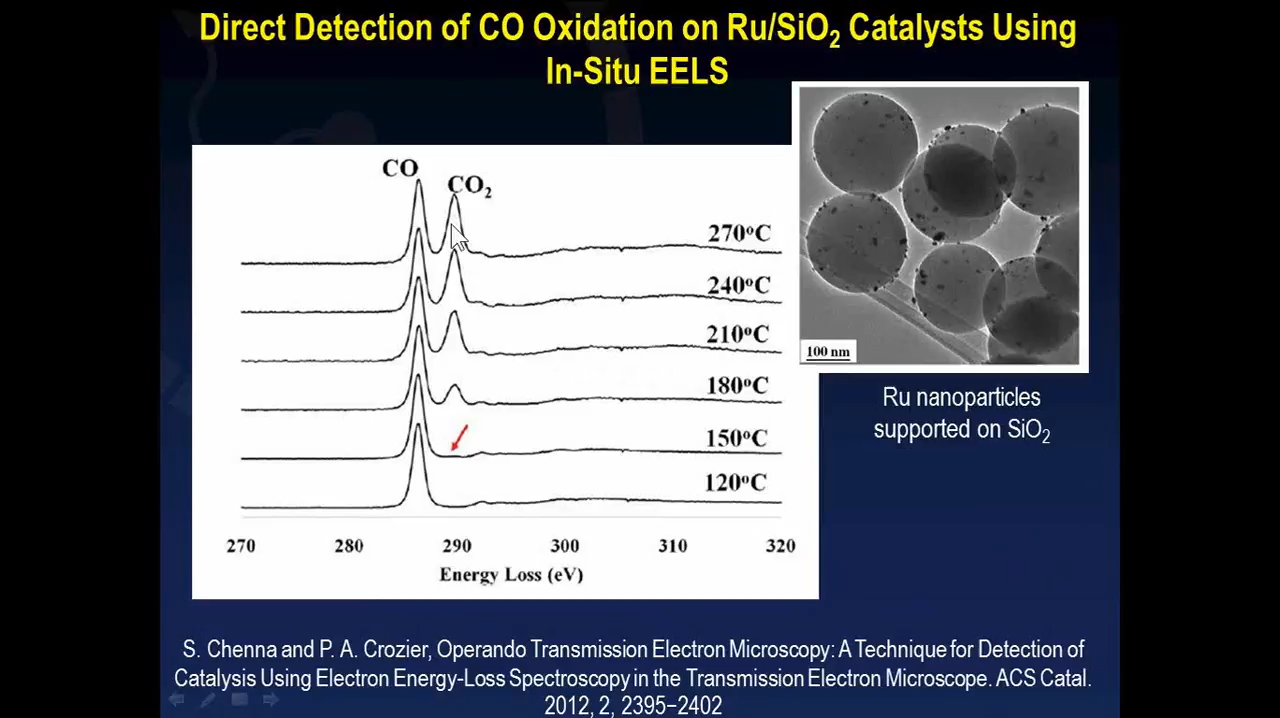 Direct Detection of CO Oxidation on Ru/SiO₂ Catalysts Using
In-Situ EELS
CO
CO₂
270°C
240°C
210°C
180°C
150°C
120°C
270 280 290 300 310 320
Energy Loss (eV)
100 nm
Ru nanoparticles
supported on SiO₂
S. Chenna and P. A. Crozier, Operando Transmission Electron Microscopy: A Technique for Detection of
Catalysis Using Electron Energy-Loss Spectroscopy in the Transmission Electron Microscope. ACS Catal.
2012, 2, 2395−2402